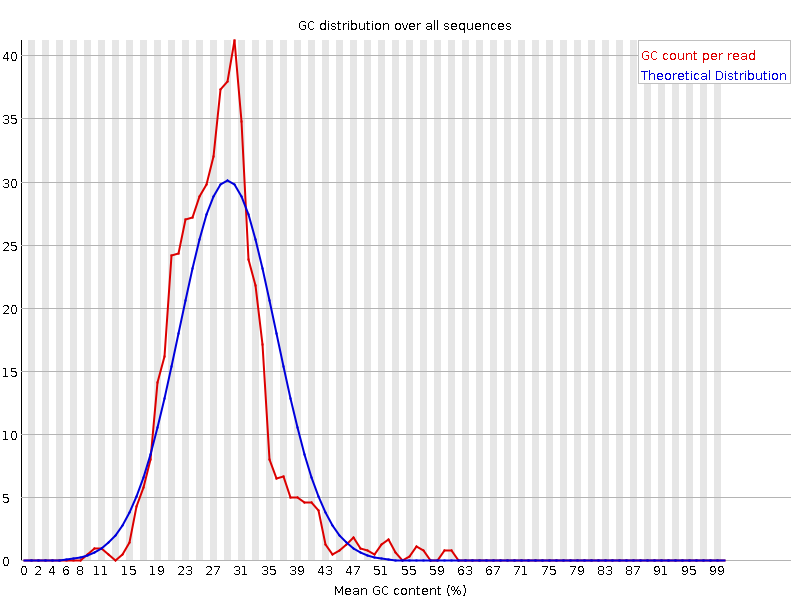 GC distribution over all sequences
GC count per read
Theoretical Distribution
40
35
30
25
20
15
10
5
0
0 2 4 6 8 11 15 19 23 27 31 35 39 43 47 51 55 59 63 67 71 75 79 83 87 91 95 99
Mean GC content (%)